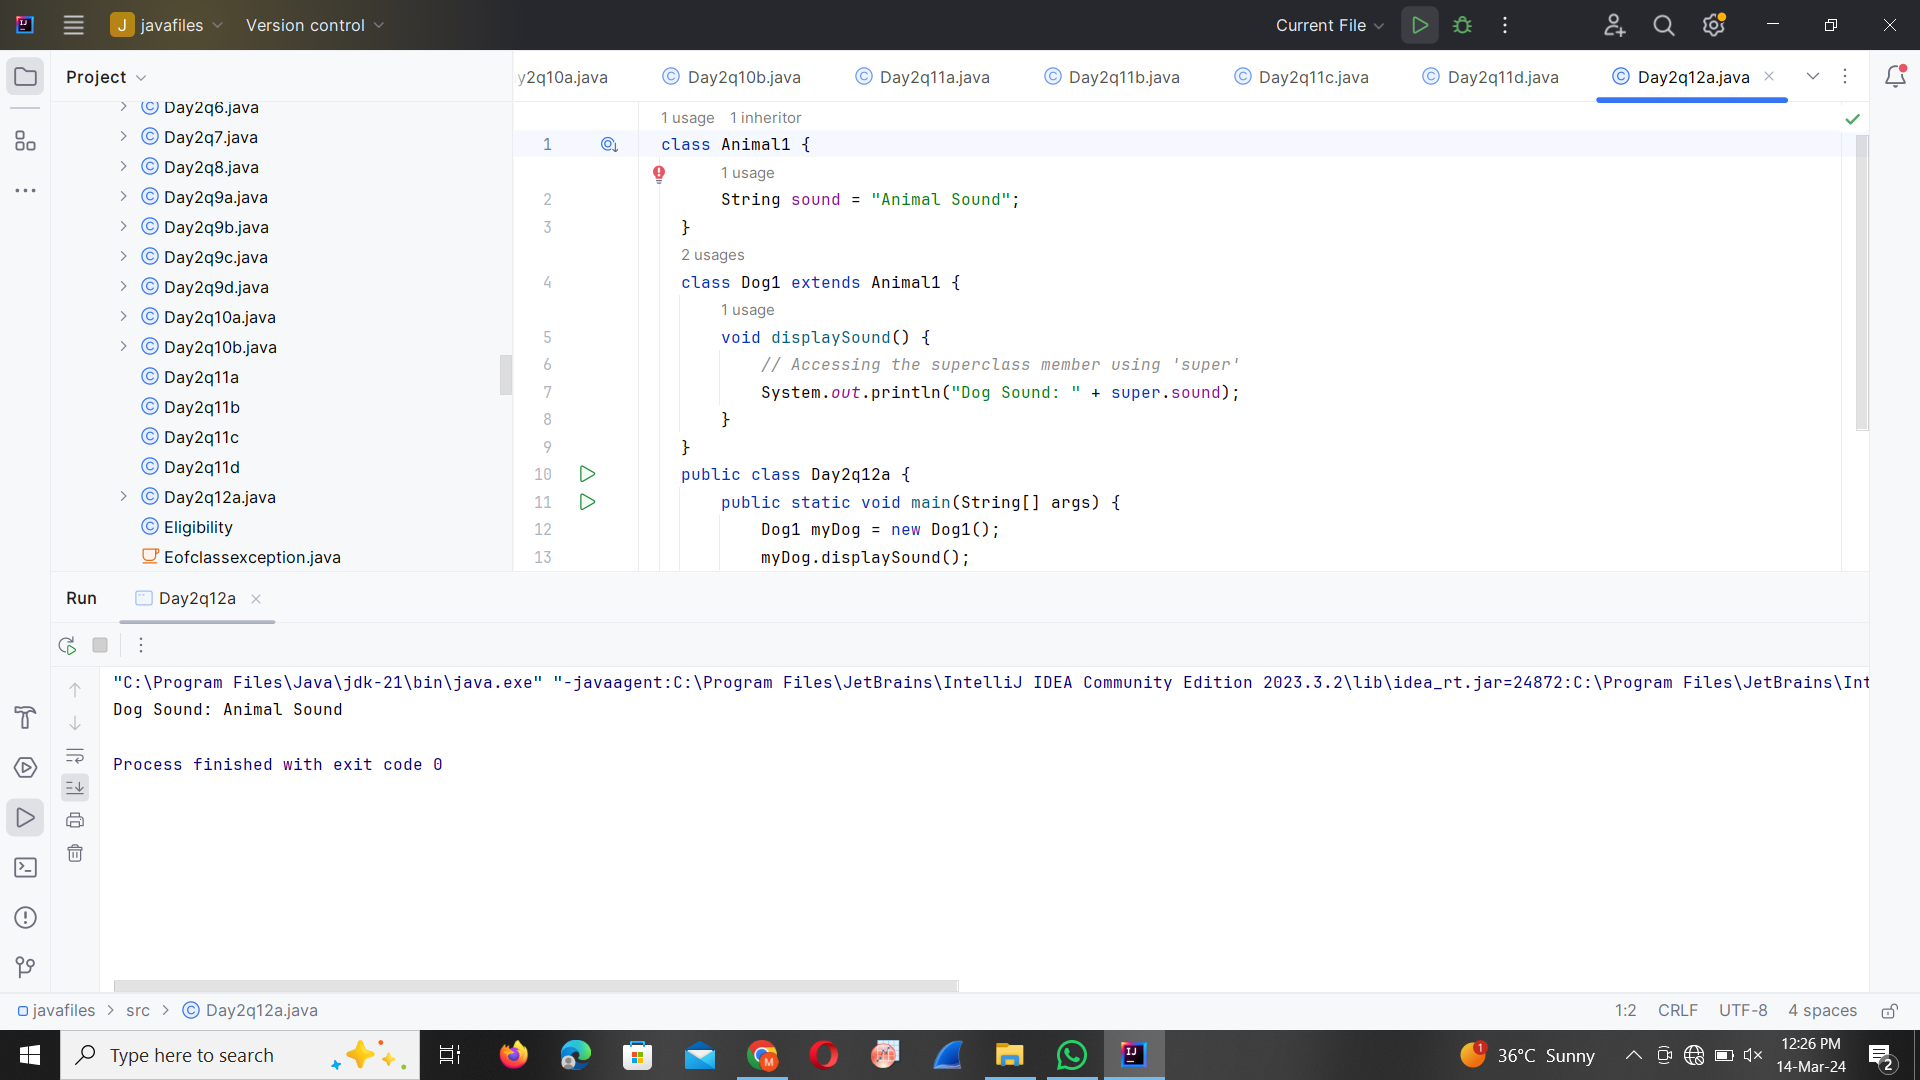 J javafiles Version control Current File
Project
y2q10a.java Day2q10b.java Day2q11a.java Day2q11b.java Day2q11c.java Day2q11d.java Day2q12a.java
Day2q6.java
Day2q7.java
Day2q8.java
Day2q9a.java
Day2q9b.java
Day2q9c.java
Day2q9d.java
Day2q10a.java
Day2q10b.java
Day2q11a
Day2q11b
Day2q11c
Day2q11d
Day2q12a.java
Eligibility
Eofclassexception.java
1 usage 1 inheritor
1 class Animal1 {
1 usage
2 String sound = "Animal Sound";
3 }
2 usages
4 class Dog1 extends Animal1 {
1 usage
5 void displaySound() {
6 // Accessing the superclass member using 'super'
7 System.out.println("Dog Sound: " + super.sound);
8 }
9 }
10 public class Day2q12a {
11 public static void main(String[] args) {
12 Dog1 myDog = new Dog1();
13 myDog.displaySound();
Run Day2q12a
"C:\Program Files\Java\jdk-21\bin\java.exe" "-javaagent:C:\Program Files\JetBrains\IntelliJ IDEA Community Edition 2023.3.2\lib\idea_rt.jar=24872:C:\Program Files\JetBrains\Int
Dog Sound: Animal Sound
Process finished with exit code 0
javafiles > src > Day2q12a.java 1:2 CRLF UTF-8 4 spaces
Type here to search 1 36°C Sunny 12:26 PM
14-Mar-24 2